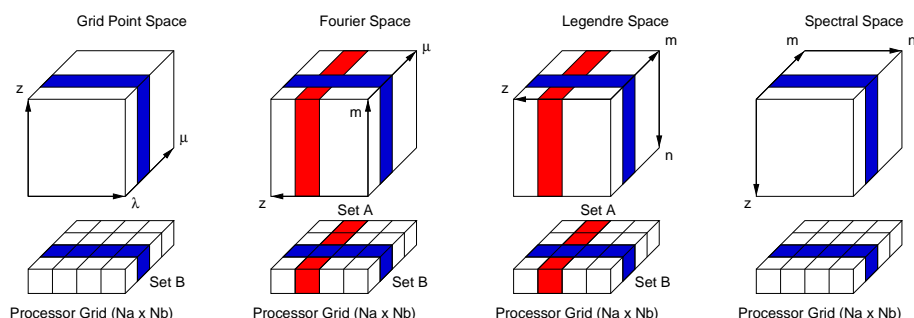 Grid Point Space
Fourier Space
Legendre Space
Spectral Space
z
μ
λ
μ
m
z
m
z
n
m
n
z
Set B
Set A
Set B
Set A
Set B
Processor Grid (Na x Nb)
Processor Grid (Na x Nb)
Processor Grid (Na x Nb)
Processor Grid (Na x Nb)